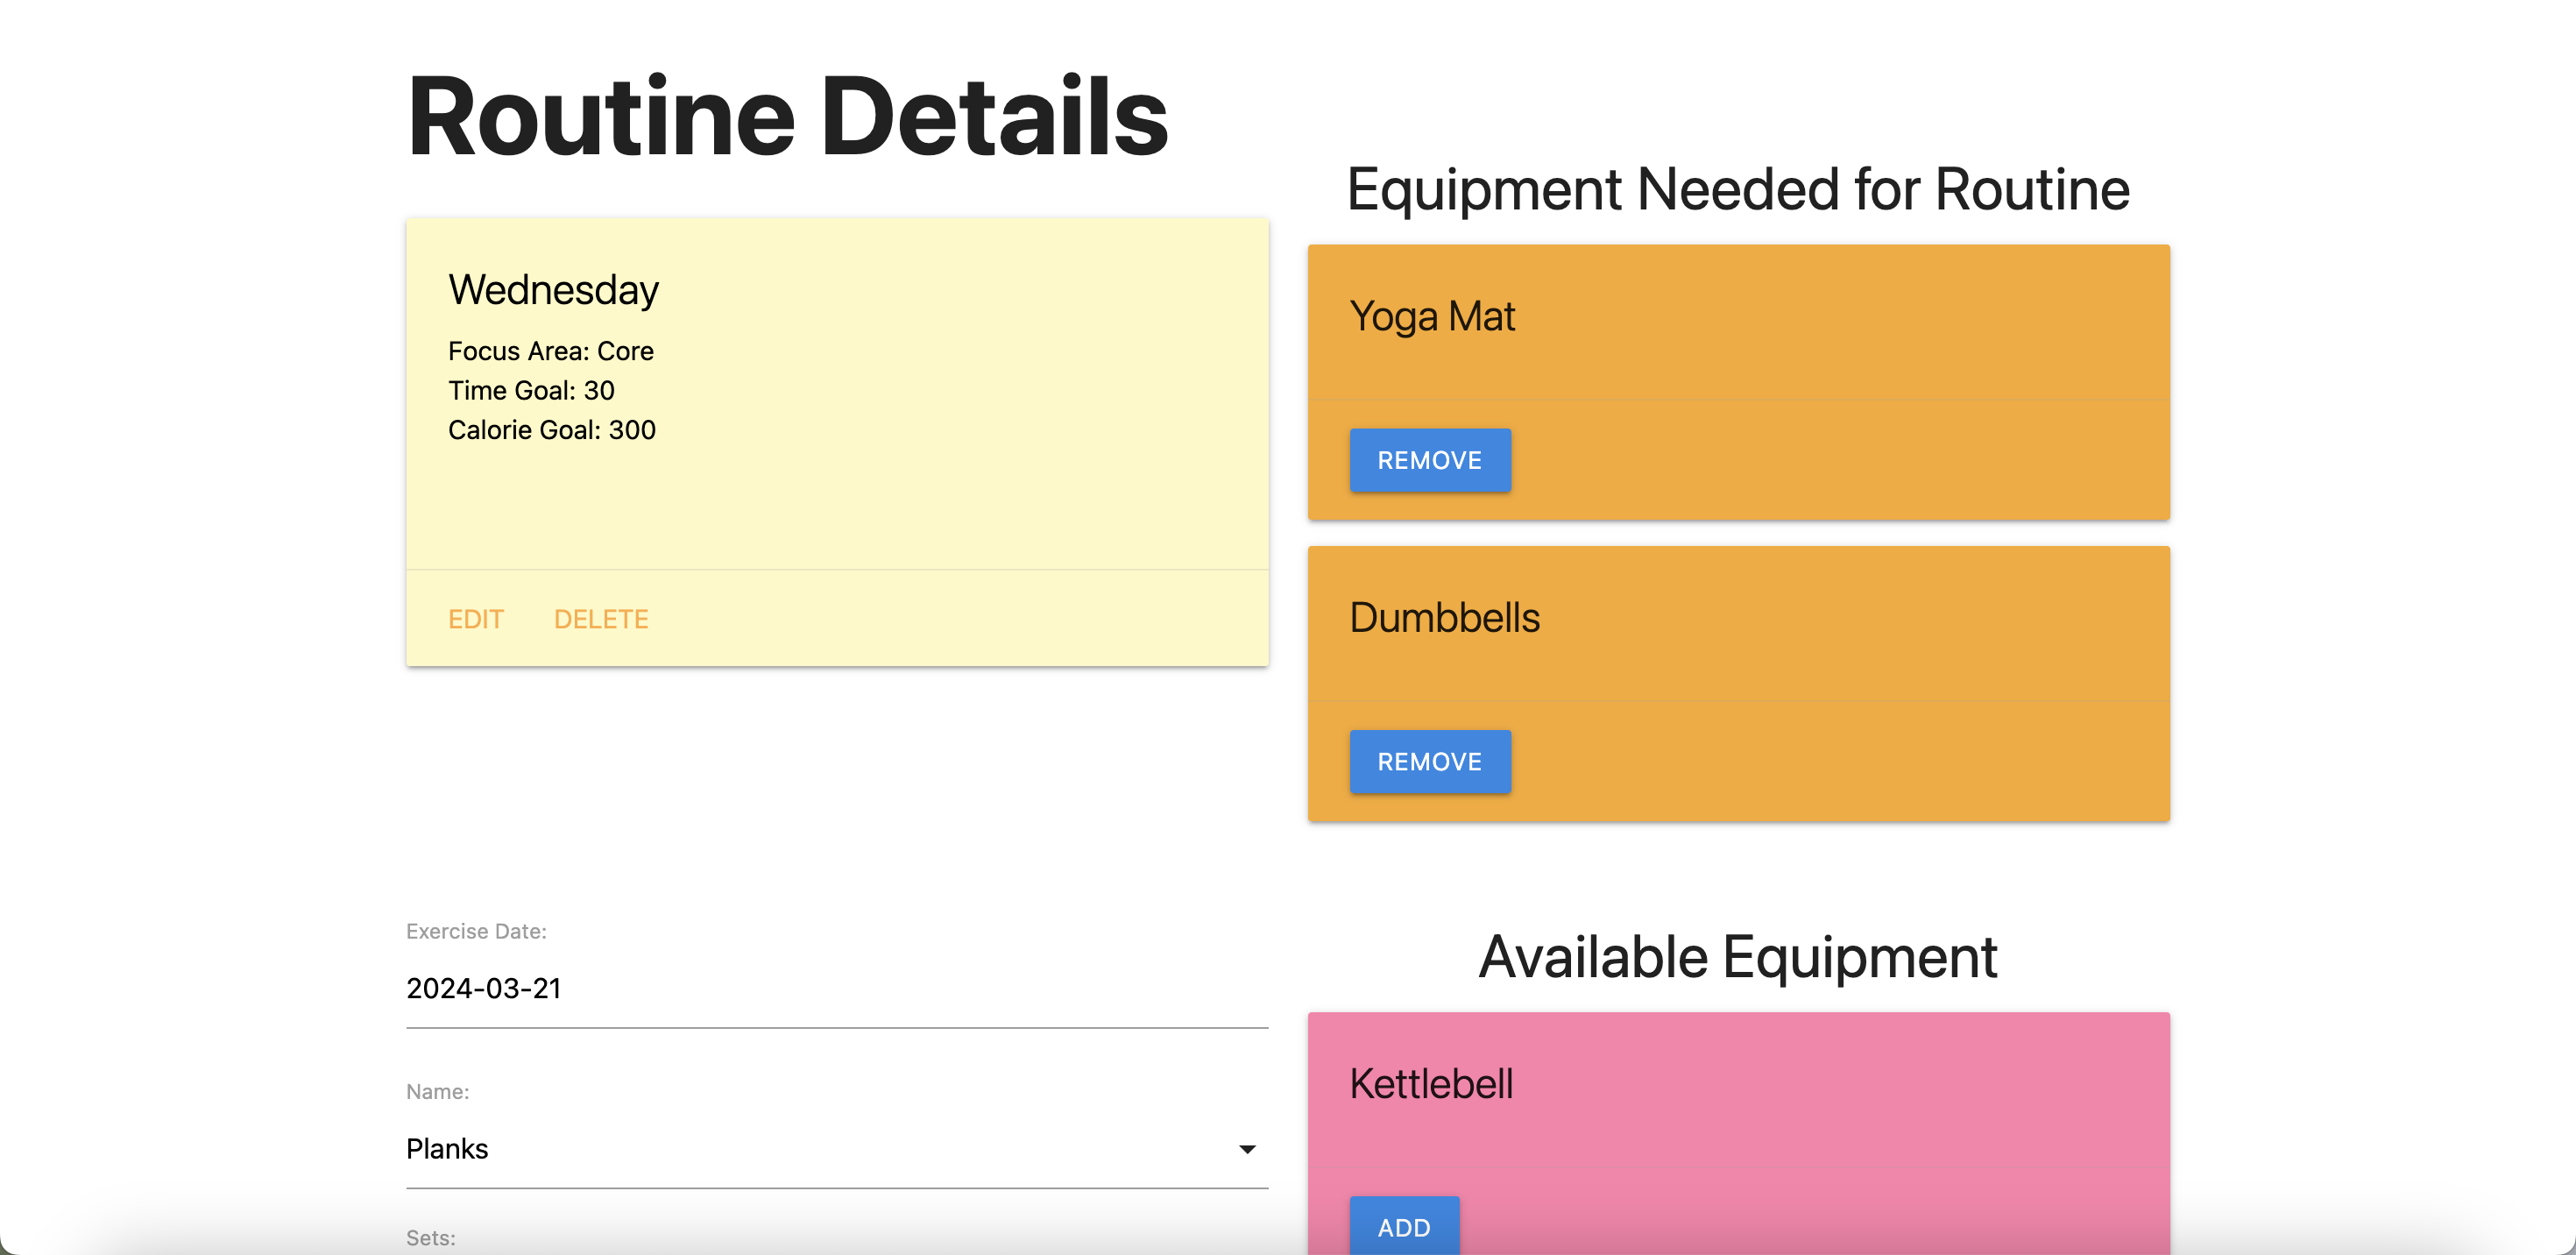 Routine Details
Wednesday
Focus Area: Core
Time Goal: 30
Calorie Goal: 300
EDIT DELETE
Exercise Date:
2024-03-21
Name:
Planks
Sets:
Equipment Needed for Routine
Yoga Mat
REMOVE
Dumbbells
REMOVE
Available Equipment
Kettlebell
ADD